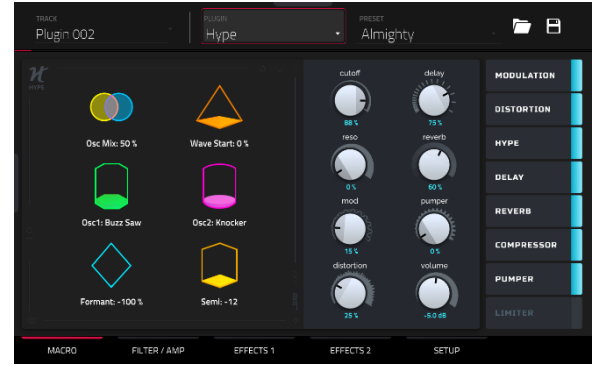 TRACK
Plugin 002
PLUGIN
Hype
PRESET
Almighty
HYPE
Osc Mix: 50 %
Wave Start: 0 %
Osc1: Buzz Saw
Osc2: Knocker
Formant: -100 %
Semi: -12
cutoff
delay
88 %
75 %
reso
reverb
0 %
60 %
mod
pumper
15 %
0 %
distortion
volume
25 %
-5.0 dB
MODULATION
DISTORTION
HYPE
DELAY
REVERB
COMPRESSOR
PUMPER
LIMITER
MACRO
FILTER / AMP
EFFECTS 1
EFFECTS 2
SETUP